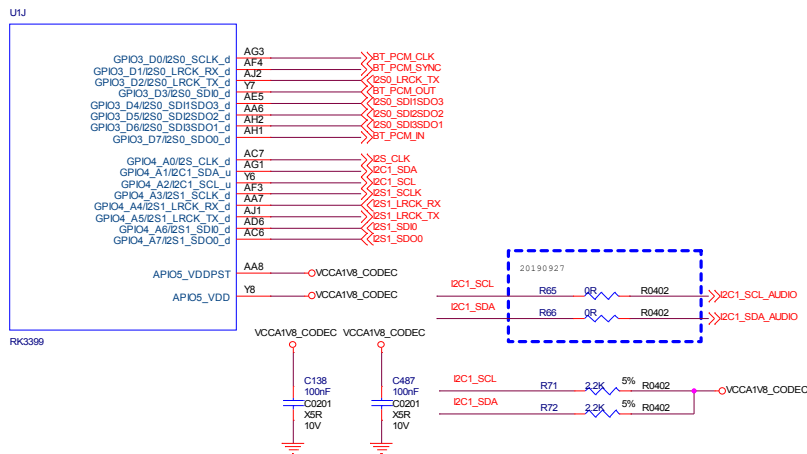 U1J
GPIO3_D0/I2S0_SCLK_d AG3 BT_PCM_CLK
GPIO3_D1/I2S0_LRCK_RX_d AF4 BT_PCM_SYNC
GPIO3_D2/I2S0_LRCK_TX_d AJ2 I2S0_LRCK_TX
GPIO3_D3/I2S0_SDI0_d Y7 BT_PCM_OUT
GPIO3_D4/I2S0_SDI1SDO3_d AE5 I2S0_SDI1SDO3
GPIO3_D5/I2S0_SDI2SDO2_d AA6 I2S0_SDI2SDO2
GPIO3_D6/I2S0_SDI3SDO1_d AH2 I2S0_SDI3SDO1
GPIO3_D7/I2S0_SDO0_d AH1 BT_PCM_IN
GPIO4_A0/I2S_CLK_d AC7 I2S_CLK
GPIO4_A1/I2C1_SDA_u AG1 I2C1_SDA
GPIO4_A2/I2C1_SCL_u Y6 I2C1_SCL
GPIO4_A3/I2S1_SCLK_d AF3 I2S1_SCLK
GPIO4_A4/I2S1_LRCK_RX_d AA7 I2S1_LRCK_RX
GPIO4_A5/I2S1_LRCK_TX_d AJ1 I2S1_LRCK_TX
GPIO4_A6/I2S1_SDI0_d AD6 I2S1_SDI0
GPIO4_A7/I2S1_SDO0_d AC6 I2S1_SDO0
APIO5_VDDPST AA8 VCCA1V8_CODEC
APIO5_VDD Y8 VCCA1V8_CODEC
RK3399
20190927
I2C1_SCL R65 0R R0402 I2C1_SCL_AUDIO
I2C1_SDA R66 0R R0402 I2C1_SDA_AUDIO
VCCA1V8_CODEC VCCA1V8_CODEC
C138
100nF
C0201
X5R
10V
C487
100nF
C0201
X5R
10V
I2C1_SCL R71 2.2K 5% R0402 VCCA1V8_CODEC
I2C1_SDA R72 2.2K 5% R0402